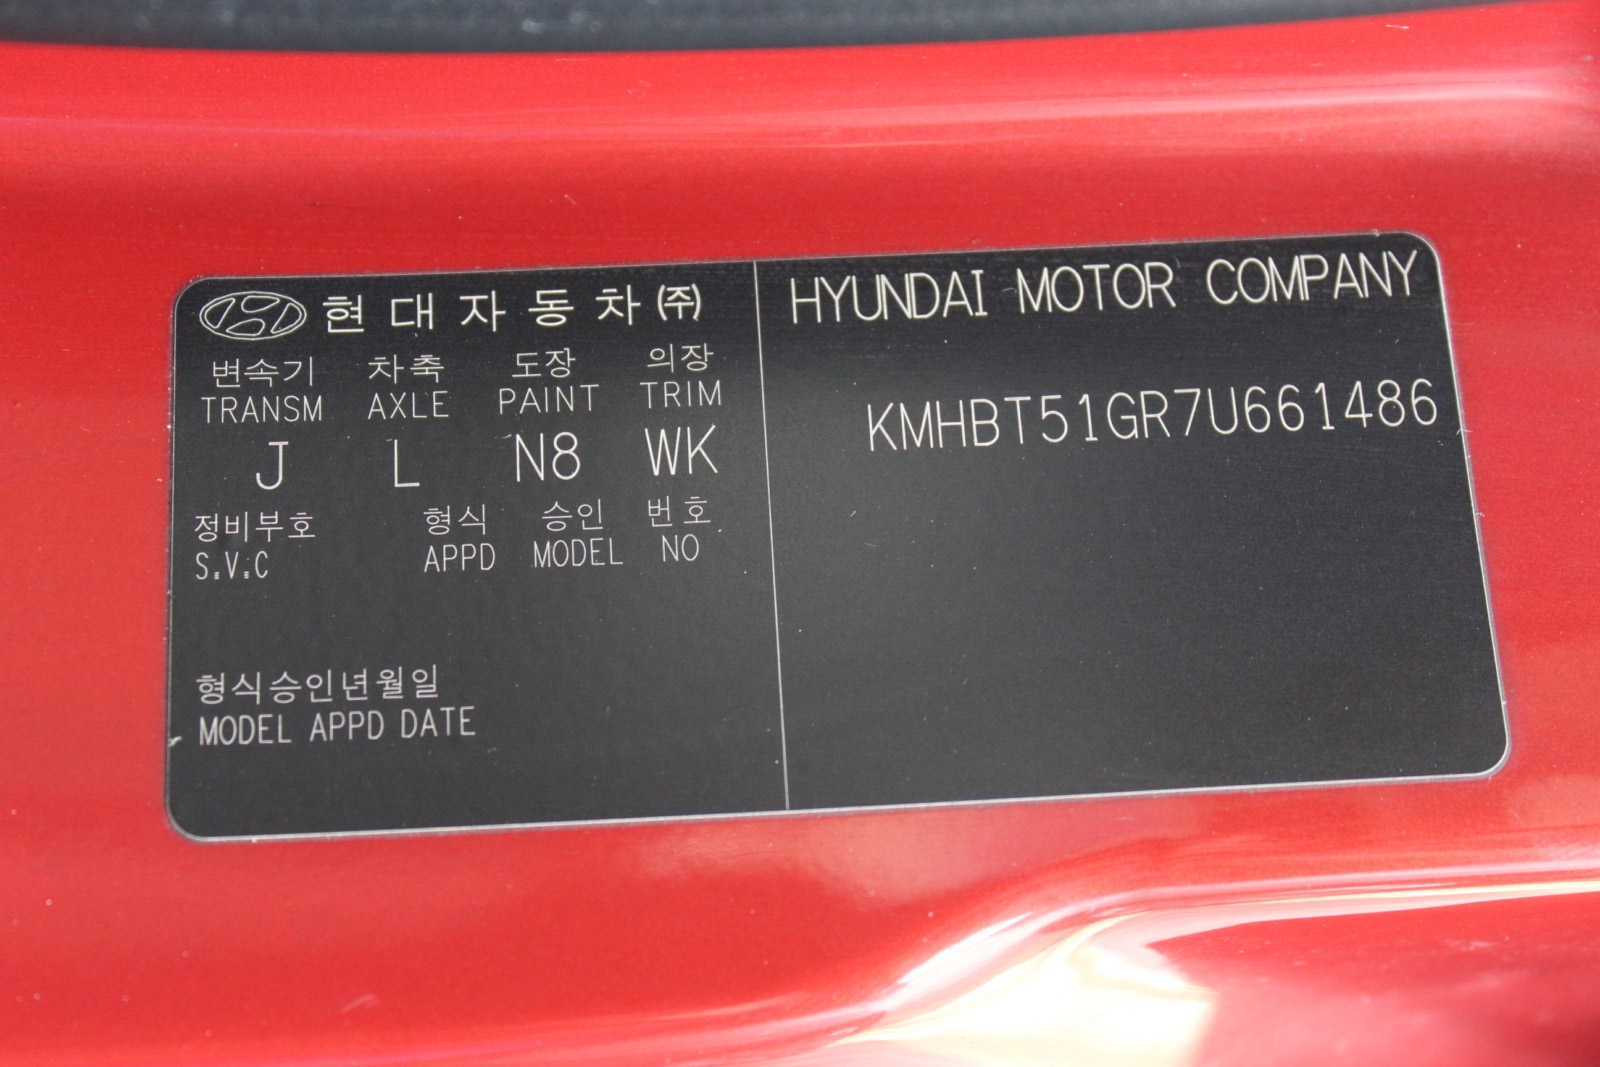 현대자동차㈜
변속기 차축 도장 의장
TRANSM AXLE PAINT TRIM
J L N8 WK
정비부호 형식 승인 번호
S.V.C APPD MODEL NO
형식승인년월일
MODEL APPD DATE
HYUNDAI MOTOR COMPANY
KMHBT51GR7U661486